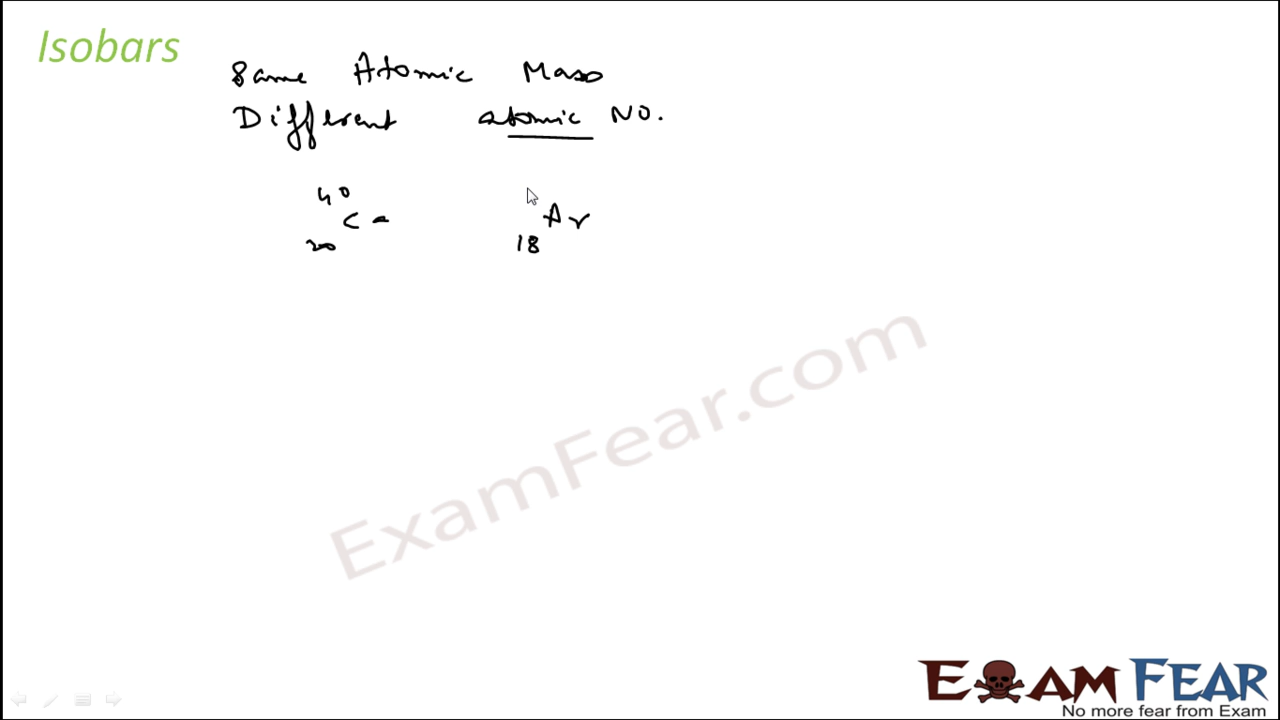 Isobars
Same Atomic Mass
Different atomic No.
40
Ca
20
Ar
18
ExamFear.com
EXAM FEAR
No more fear from Exam